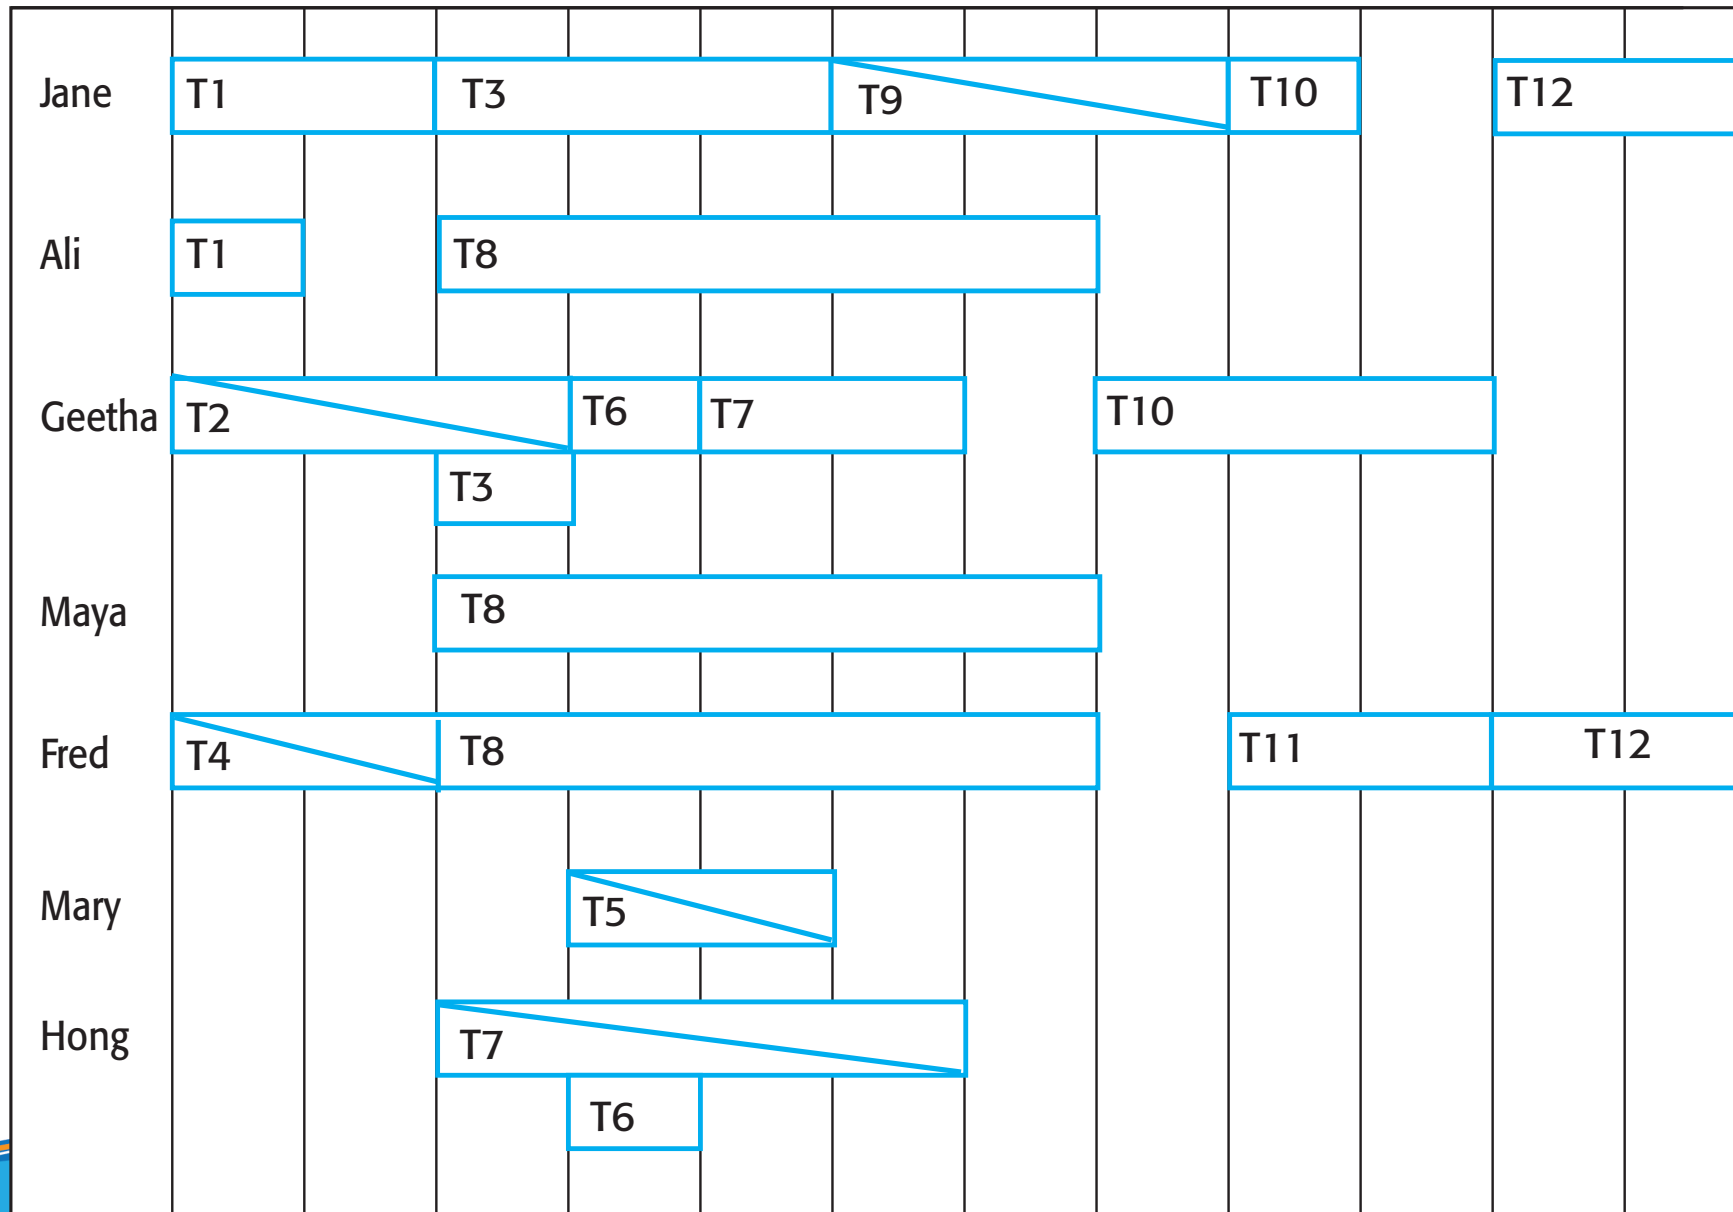 Jane T1 T3 T9 T10 T12
Ali T1 T8
Geetha T2 T6 T7 T10
T3
Maya T8
Fred T4 T8 T11 T12
Mary T5
Hong T7
T6